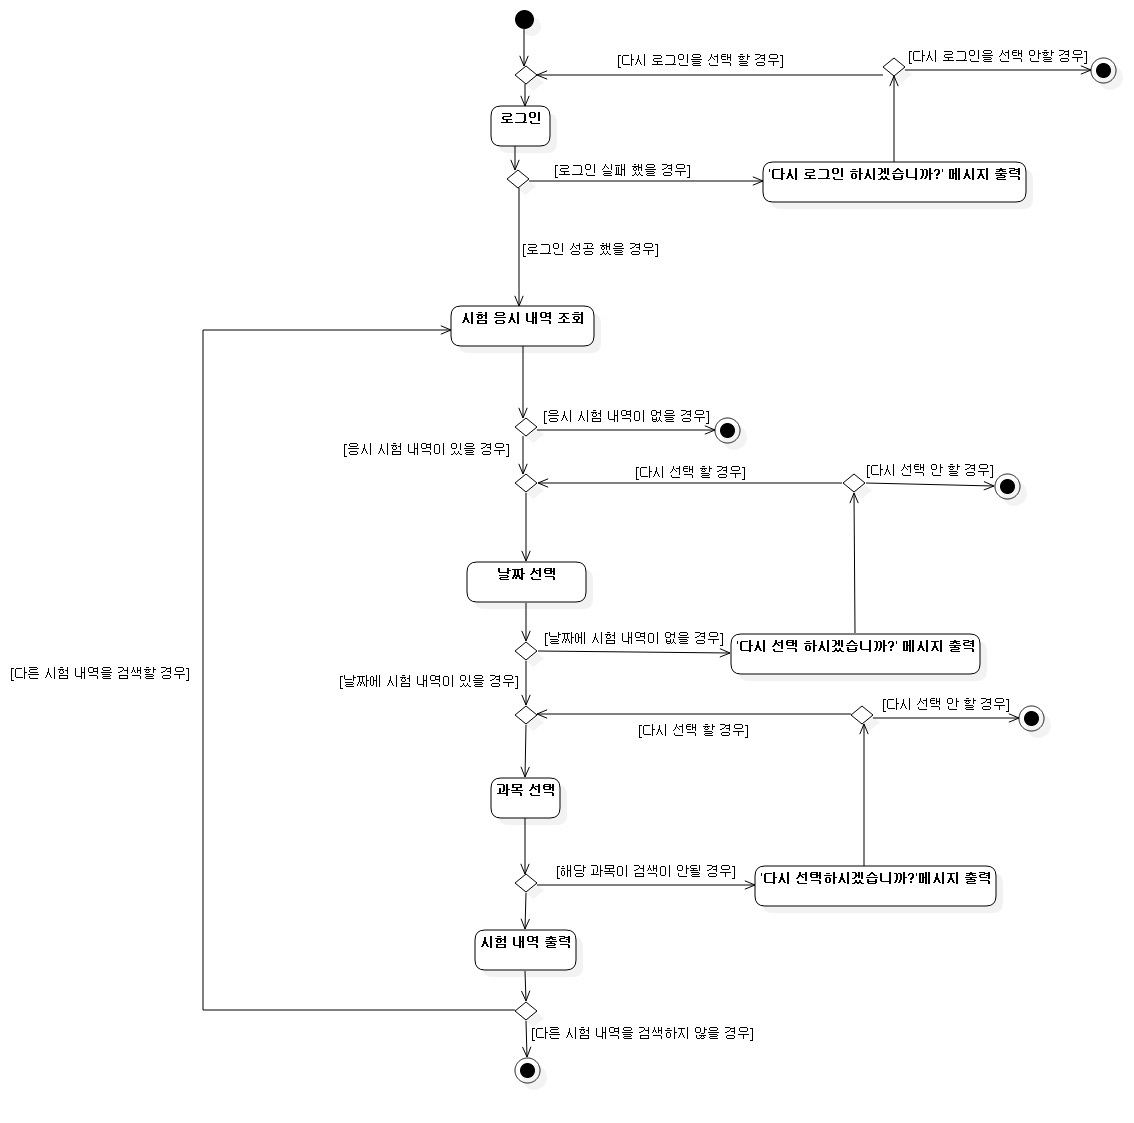 [다시 로그인을 선택 할 경우]
[다시 로그인을 선택 안할 경우]
로그인
[로그인 실패 했을 경우]
'다시 로그인 하시겠습니까?' 메시지 출력
[로그인 성공 했을 경우]
시험 응시 내역 조회
[응시 시험 내역이 없을 경우]
[응시 시험 내역이 있을 경우]
[다시 선택 할 경우]
[다시 선택 안 할 경우]
날짜 선택
[날짜에 시험 내역이 없을 경우]
'다시 선택 하시겠습니까?' 메시지 출력
[다른 시험 내역을 검색할 경우]
[날짜에 시험 내역이 있을 경우]
[다시 선택 안 할 경우]
[다시 선택 할 경우]
과목 선택
[해당 과목이 검색이 안될 경우]
'다시 선택하시겠습니까?'메시지 출력
시험 내역 출력
[다른 시험 내역을 검색하지 않을 경우]